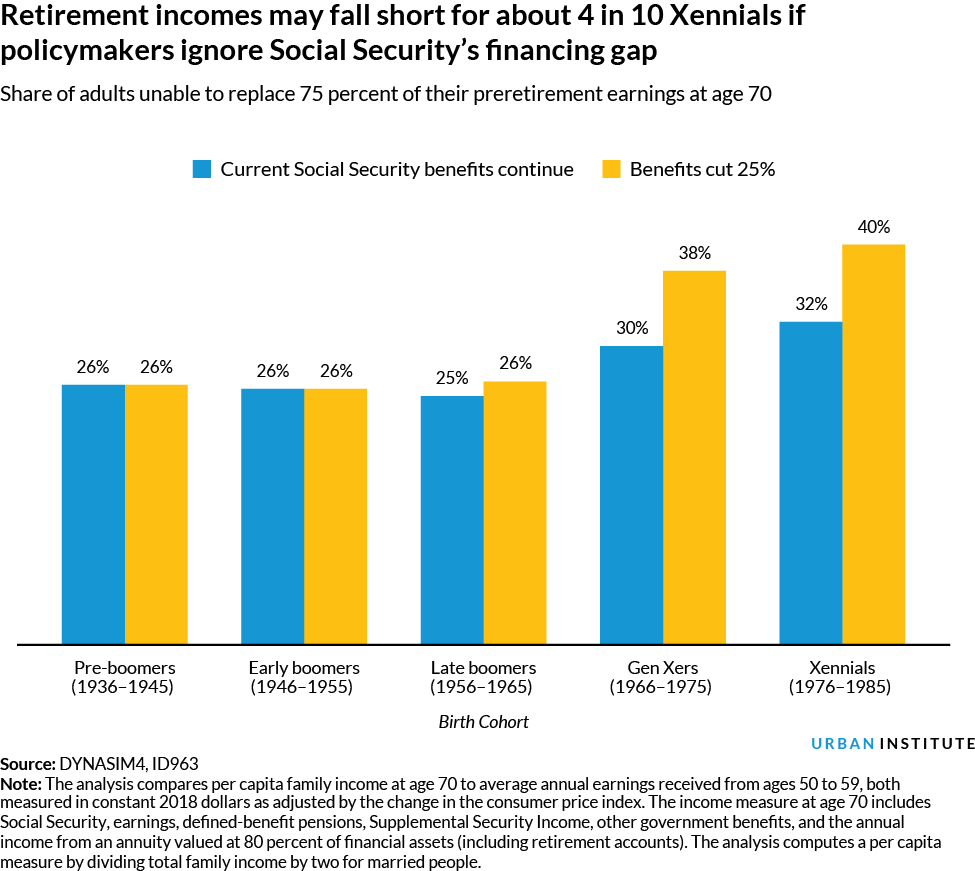 Retirement incomes may fall short for about 4 in 10 Xennials if
policymakers ignore Social Security’s financing gap
Share of adults unable to replace 75 percent of their preretirement earnings at age 70
Current Social Security benefits continue
Benefits cut 25%
26%
26%
26%
26%
25%
26%
30%
38%
32%
40%
Pre-boomers
(1936–1945)
Early boomers
(1946–1955)
Late boomers
(1956–1965)
Gen Xers
(1966–1975)
Xennials
(1976–1985)
Birth Cohort
URBAN INSTITUTE
Source: DYNASIM4, ID963
Note: The analysis compares per capita family income at age 70 to average annual earnings received from ages 50 to 59, both
measured in constant 2018 dollars as adjusted by the change in the consumer price index. The income measure at age 70 includes
Social Security, earnings, defined-benefit pensions, Supplemental Security Income, other government benefits, and the annual
income from an annuity valued at 80 percent of financial assets (including retirement accounts). The analysis computes a per capita
measure by dividing total family income by two for married people.